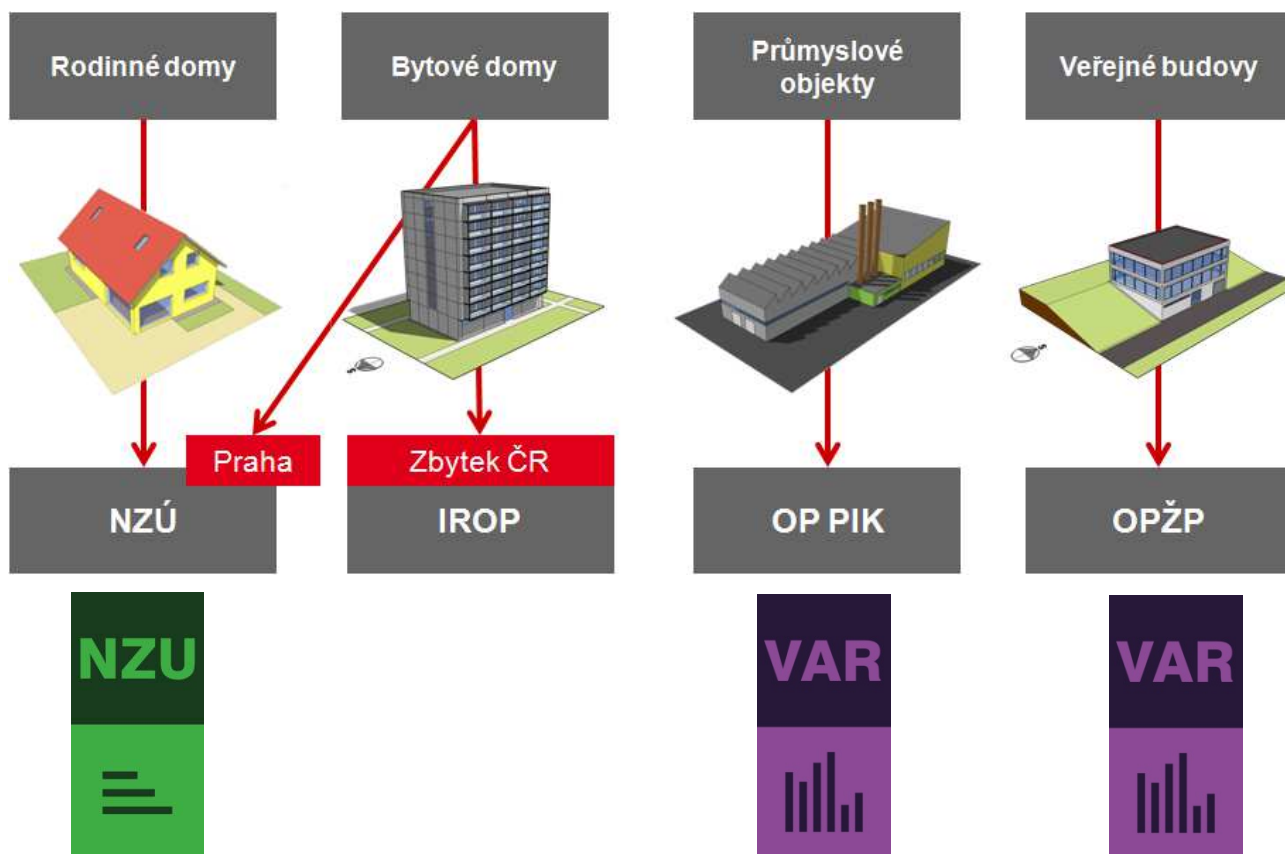 Rodinné domy
Bytové domy
Průmyslové
objekty
Veřejné budovy
Praha
Zbytek ČR
NZÚ
IROP
OP PIK
OPŽP
NZU
VAR
VAR